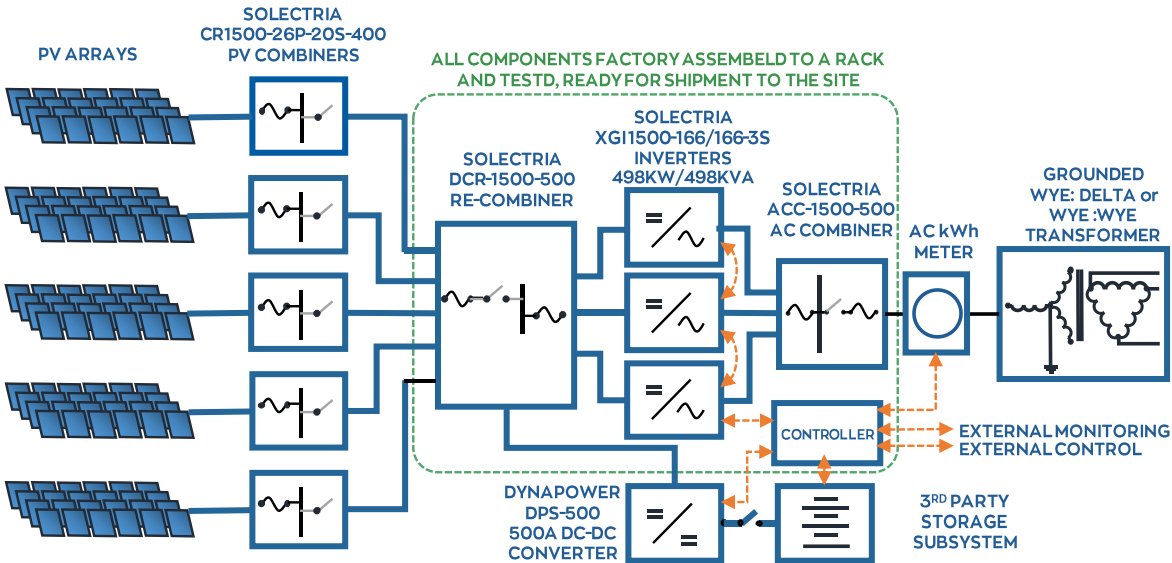 PV ARRAYS
SOLECTRIA
CR1500-26P-20S-400
PV COMBINERS
ALL COMPONENTS FACTORY ASSEMBELD TO A RACK
AND TESTD, READY FOR SHIPMENT TO THE SITE
SOLECTRIA
DCR-1500-500
RE-COMBINER
SOLECTRIA
XGI1500-166/166-3S
INVERTERS
498KW/498KVA
SOLECTRIA
ACC-1500-500
AC COMBINER
AC kWh
METER
GROUNDED
WYE: DELTA or
WYE :WYE
TRANSFORMER
CONTROLLER
EXTERNAL MONITORING
EXTERNAL CONTROL
DYNAPOWER
DPS-500
500A DC-DC
CONVERTER
3RD PARTY
STORAGE
SUBSYSTEM